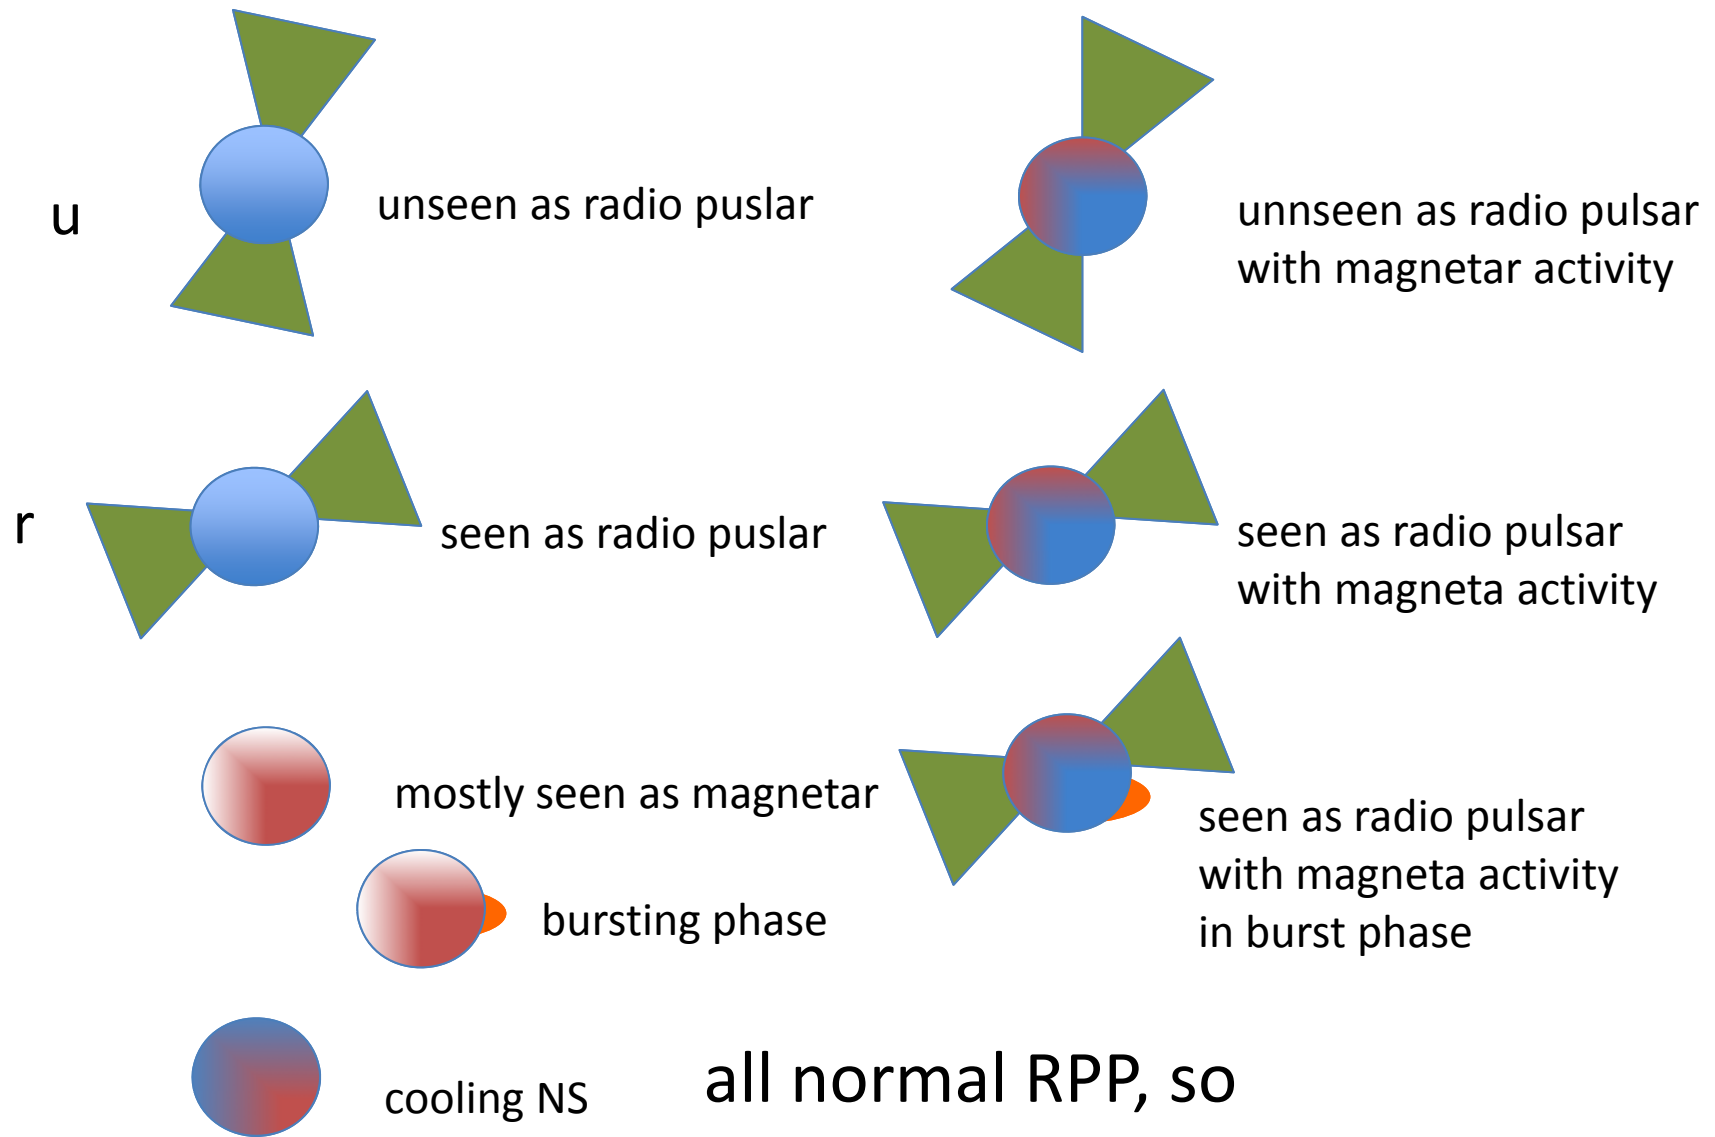 u
unseen as radio puslar
unnseen as radio pulsar
with magnetar activity
r
seen as radio puslar
seen as radio pulsar
with magneta activity
mostly seen as magnetar
bursting phase
seen as radio pulsar
with magneta activity
in burst phase
cooling NS
all normal RPP, so